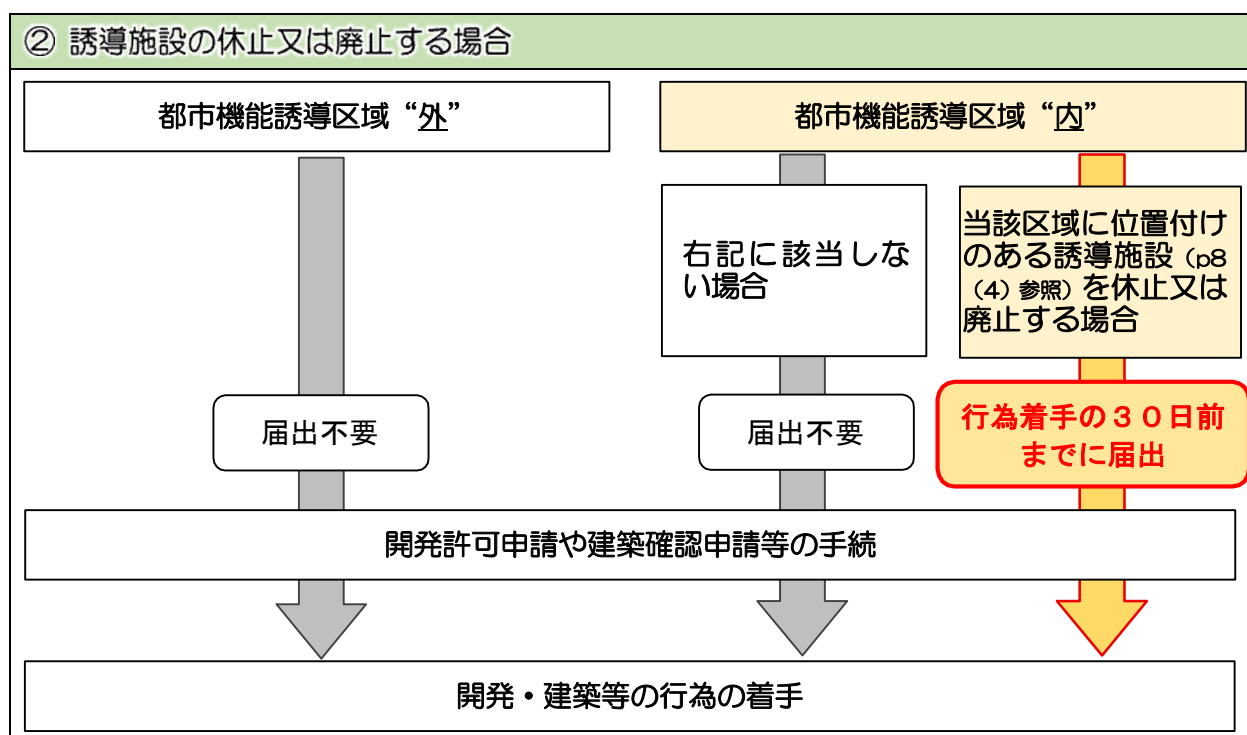 ② 誘導施設の休止又は廃止する場合
都市機能誘導区域“外”
都市機能誘導区域“内”
右記に該当しな
い場合
当該区域に位置付け
のある誘導施設(p8
(4)参照)を休止又は
廃止する場合
届出不要
届出不要
行為着手の30日前
までに届出
開発許可申請や建築確認申請等の手続
開発・建築等の行為の着手